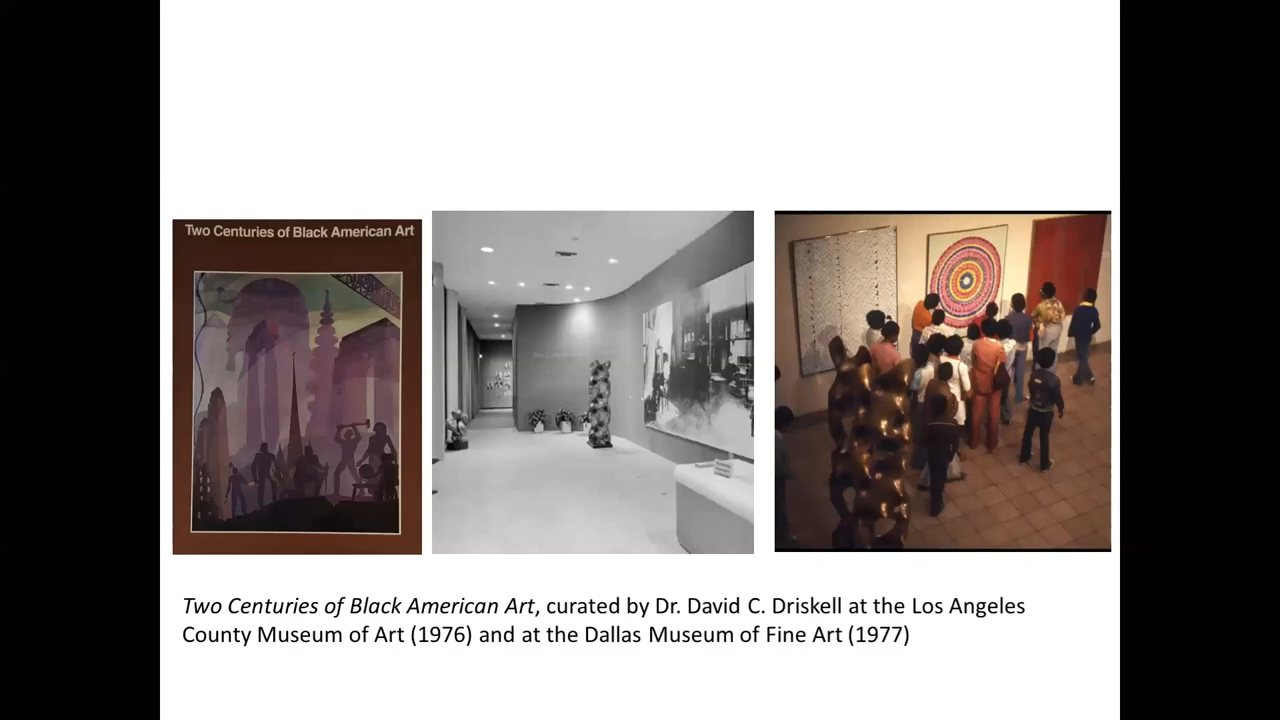 Two Centuries of Black American Art
Two Centuries of Black American Art, curated by Dr. David C. Driskell at the Los Angeles
County Museum of Art (1976) and at the Dallas Museum of Fine Art (1977)